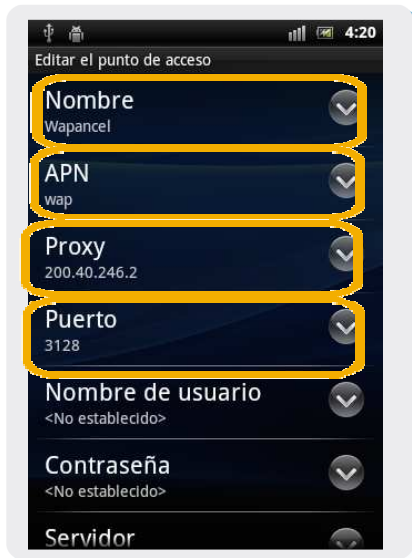 4:20
Editar el punto de acceso
Nombre
Wapancel
APN
wap
Proxy
200.40.246.2
Puerto
3128
Nombre de usuario
<No establecido>
Contraseña
<No establecido>
Servidor